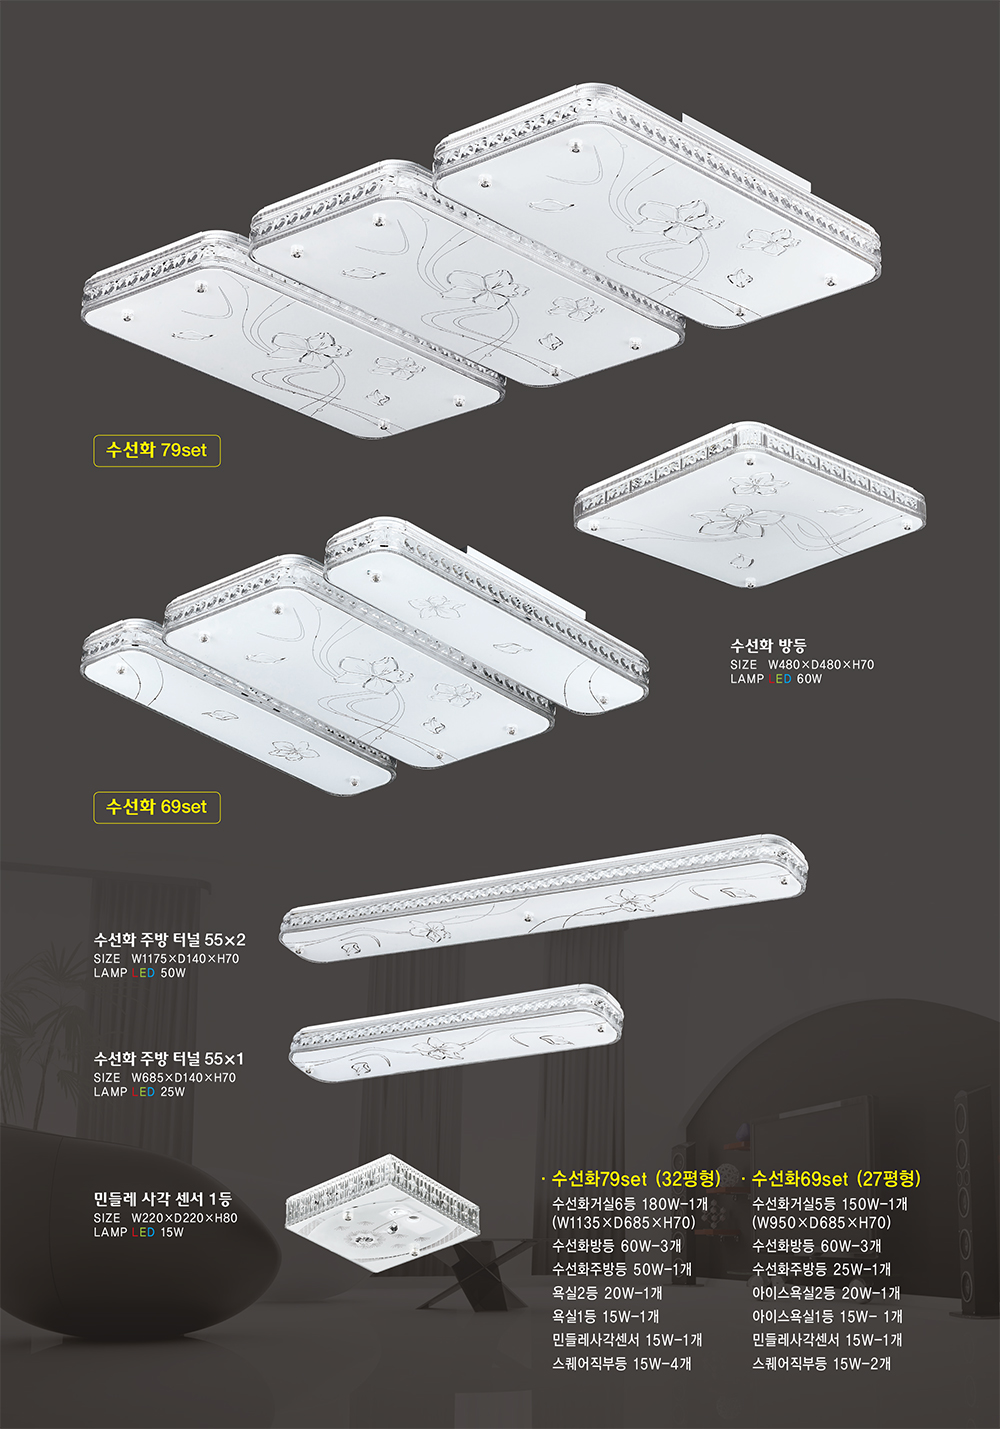 수선화 79set
수선화 방등
SIZE W480×D480×H70
LAMP LED 60W
수선화 69set
수선화 주방 터널 55×2
SIZE W1175×D140×H70
LAMP LED 50W
수선화 주방 터널 55×1
SIZE W685×D140×H70
LAMP LED 25W
민들레 사각 센서 1등
SIZE W220×D220×H80
LAMP LED 15W
· 수선화79set (32평형)
수선화거실6등 180W-1개
(W1135×D685×H70)
수선화방등 60W-3개
수선화주방등 50W-1개
욕실2등 20W-1개
욕실1등 15W-1개
민들레사각센서 15W-1개
스퀘어직부등 15W-4개
· 수선화69set (27평형)
수선화거실5등 150W-1개
(W950×D685×H70)
수선화방등 60W-3개
수선화주방등 25W-1개
아이스욕실2등 20W-1개
아이스욕실1등 15W- 1개
민들레사각센서 15W-1개
스퀘어직부등 15W-2개